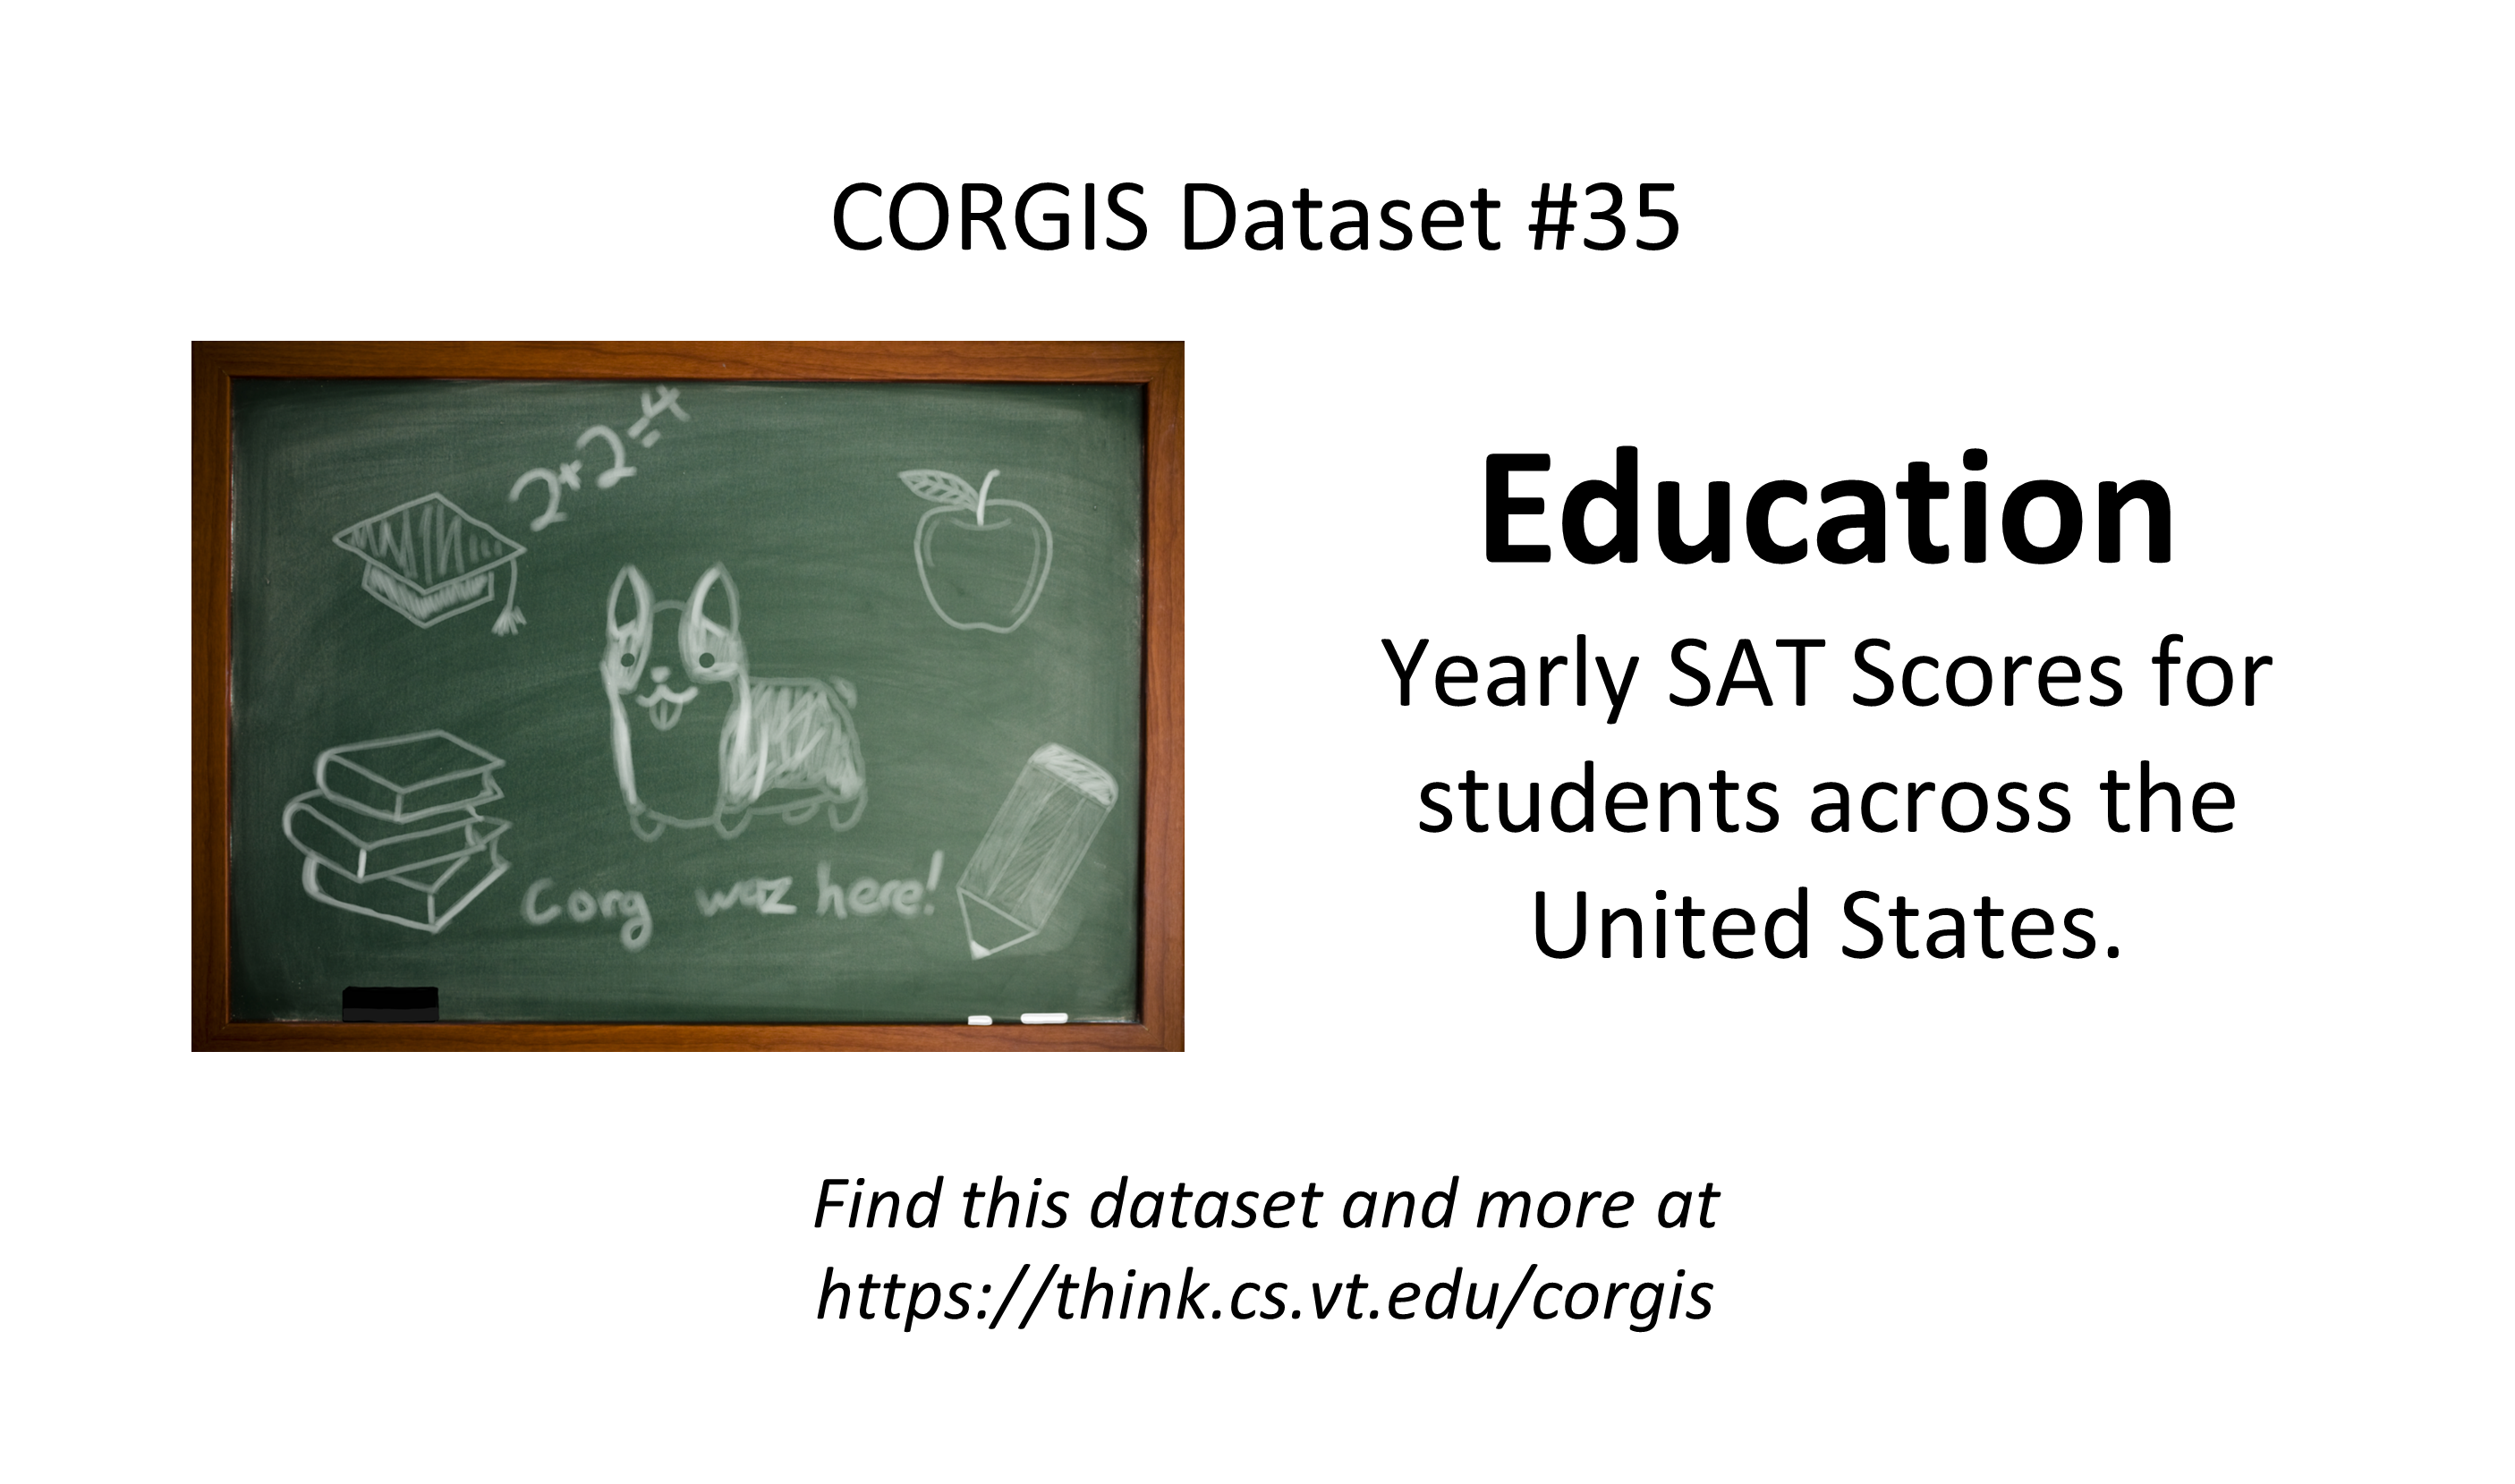 CORGIS Dataset #35
2+2=4
Corg waz here!
Education
Yearly SAT Scores for
students across the
United States.
Find this dataset and more at
https://think.cs.vt.edu/corgis